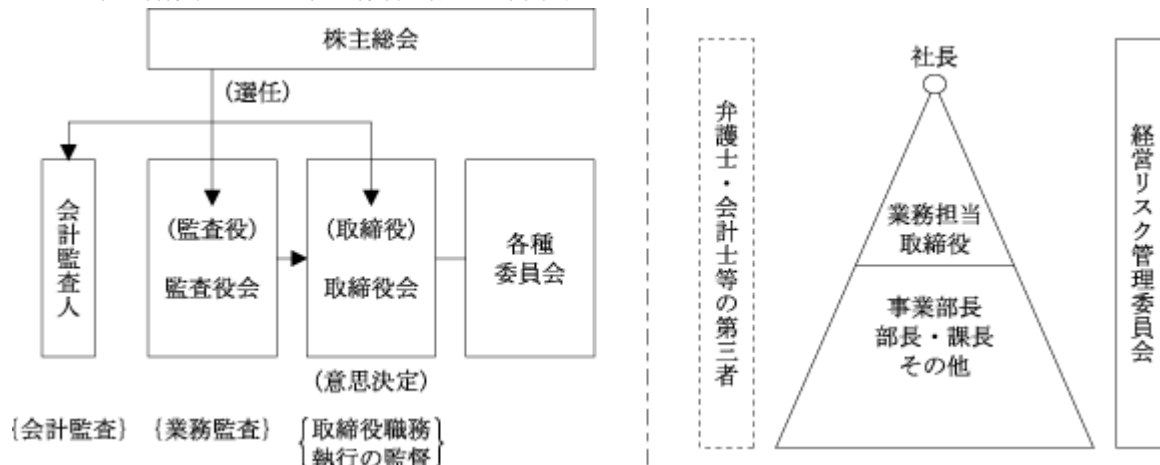 株主総会
(選任)
会計監査人
(監査役)
監査役会
(取締役)
取締役会
各種
委員会
(意思決定)
{会計監査}
{業務監査}
{取締役職務
執行の監督}
弁護士・会計士等の第三者
社長
業務担当
取締役
事業部長
部長・課長
その他
経営リスク管理委員会